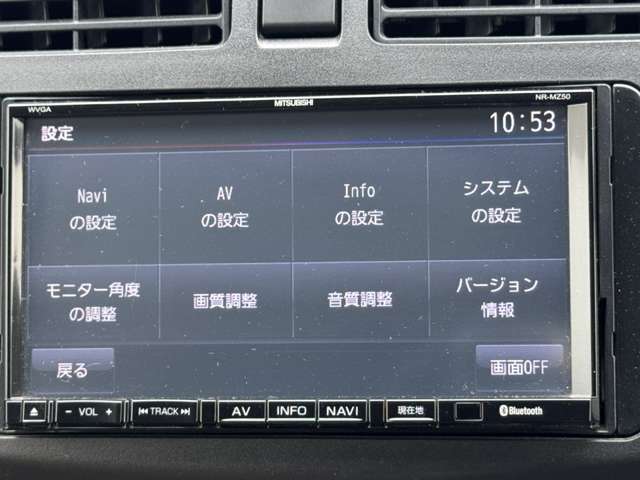 WVGA
MITSUBISHI
NR-MZ50
設定
10:53
Navi
の設定
AV
の設定
Info
の設定
システム
の設定
モニター角度
の調整
画質調整
音質調整
バージョン
情報
戻る
画面OFF
− VOL +
TRACK
AV
INFO
NAVI
現在地
Bluetooth